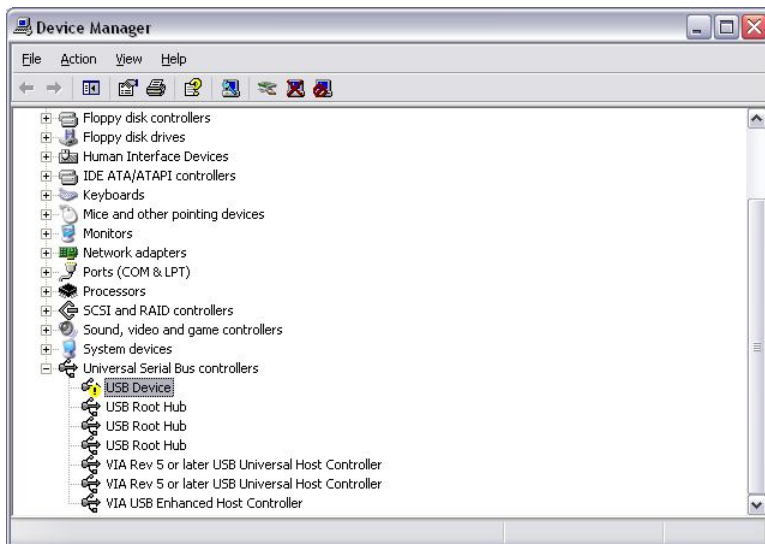 Device Manager
File Action View Help
Floppy disk controllers
Floppy disk drives
Human Interface Devices
IDE ATA/ATAPI controllers
Keyboards
Mice and other pointing devices
Monitors
Network adapters
Ports (COM & LPT)
Processors
SCSI and RAID controllers
Sound, video and game controllers
System devices
Universal Serial Bus controllers
USB Device
USB Root Hub
USB Root Hub
USB Root Hub
VIA Rev 5 or later USB Universal Host Controller
VIA Rev 5 or later USB Universal Host Controller
VIA USB Enhanced Host Controller